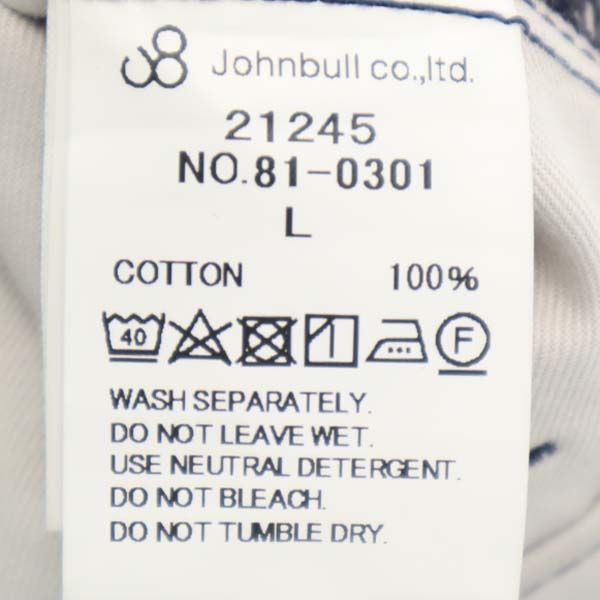 Johnbull co.,ltd.
21245
NO.81-0301
L
COTTON 100%
40 F
WASH SEPARATELY.
DO NOT LEAVE WET.
USE NEUTRAL DETERGENT.
DO NOT BLEACH.
DO NOT TUMBLE DRY.